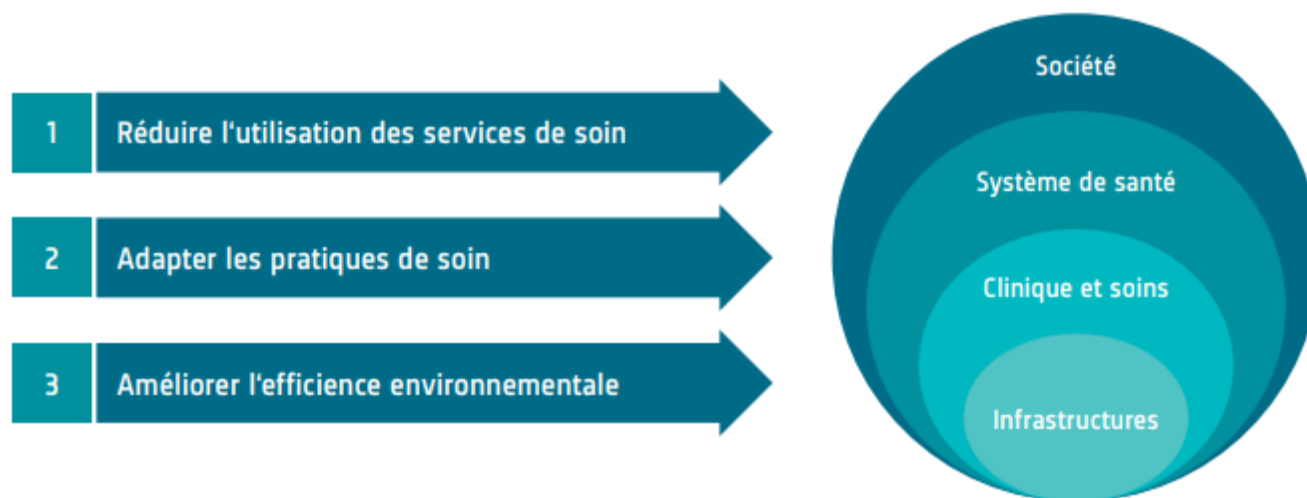 1 Réduire l‘utilisation des services de soin
2 Adapter les pratiques de soin
3 Améliorer l‘efficience environnementale
Société
Système de santé
Clinique et soins
Infrastructures